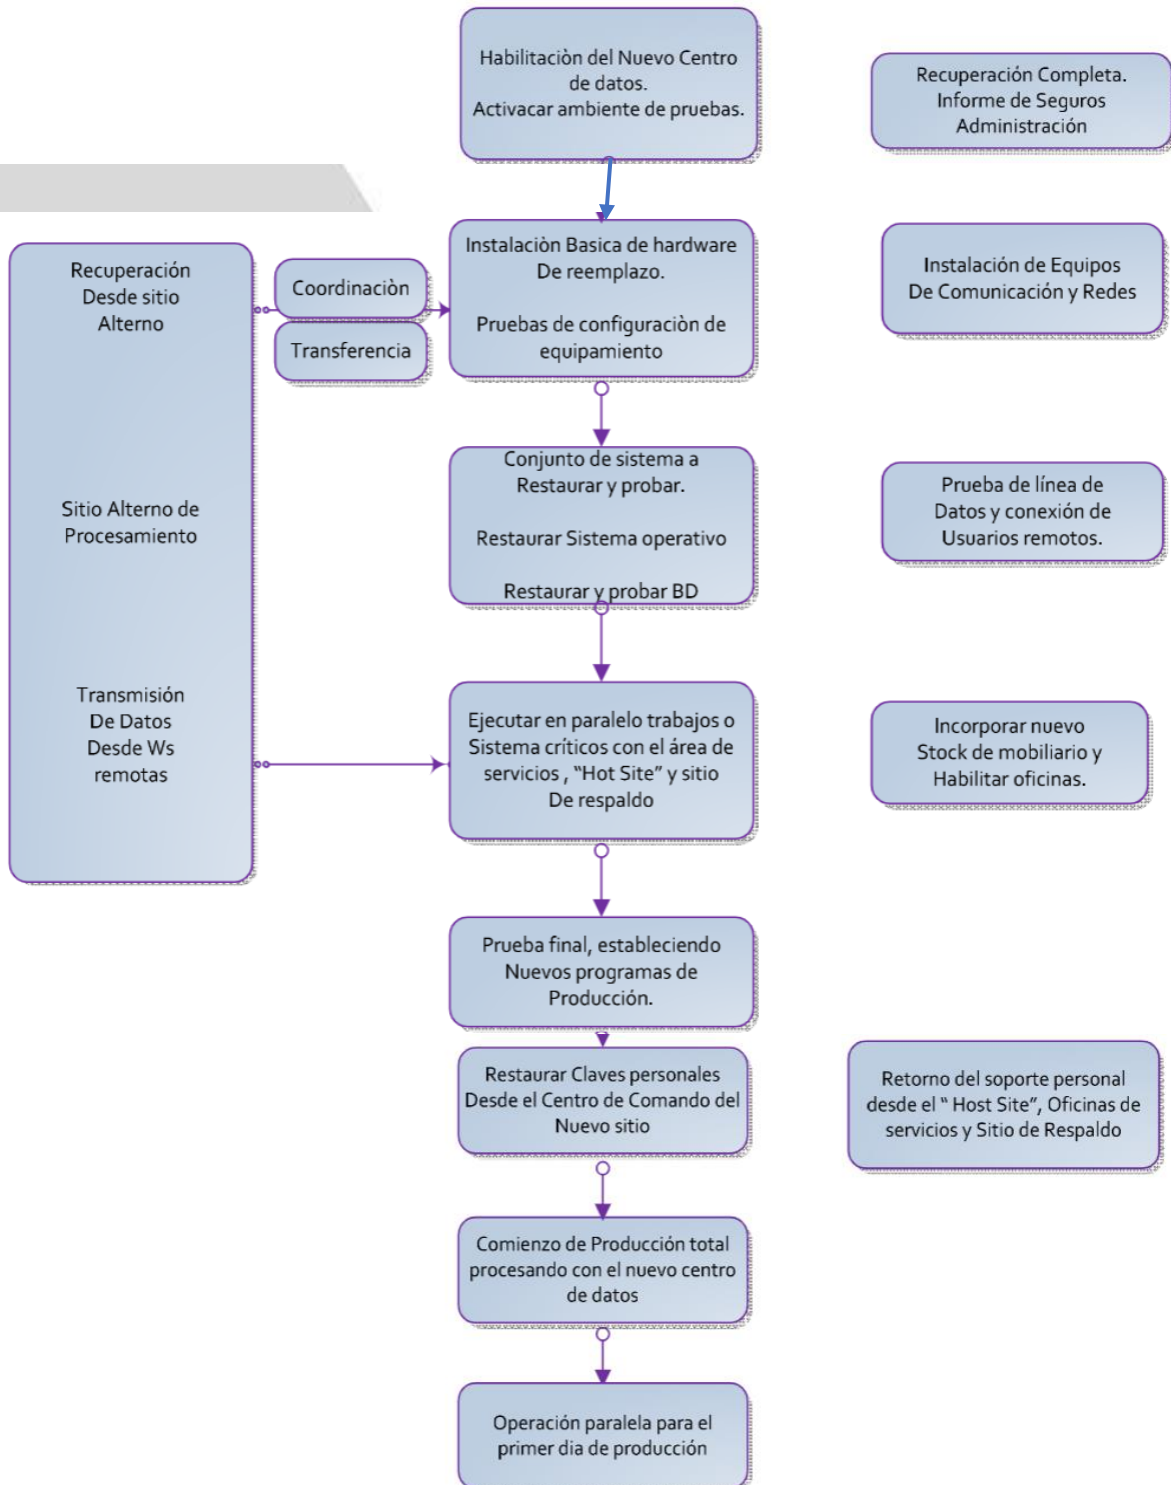 Habilitaciòn del Nuevo Centro
de datos.
Activacar ambiente de pruebas.
Recuperación Completa.
Informe de Seguros
Administración
Recuperación
Desde sitio
Alterno
Coordinaciòn
Transferencia
Instalaciòn Basica de hardware
De reemplazo.
Pruebas de configuraciòn de
equipamiento
Instalación de Equipos
De Comunicación y Redes
Sitio Alterno de
Procesamiento
Conjunto de sistema a
Restaurar y probar.
Restaurar Sistema operativo
Restaurar y probar BD
Prueba de línea de
Datos y conexión de
Usuarios remotos.
Transmisión
De Datos
Desde Ws
remotas
Ejecutar en paralelo trabajos o
Sistema críticos con el área de
servicios , “Hot Site” y sitio
De respaldo
Incorporar nuevo
Stock de mobiliario y
Habilitar oficinas.
Prueba final, estableciendo
Nuevos programas de
Producción.
Restaurar Claves personales
Desde el Centro de Comando del
Nuevo sitio
Retorno del soporte personal
desde el “ Host Site”, Oficinas de
servicios y Sitio de Respaldo
Comienzo de Producción total
procesando con el nuevo centro
de datos
Operación paralela para el
primer dia de producción